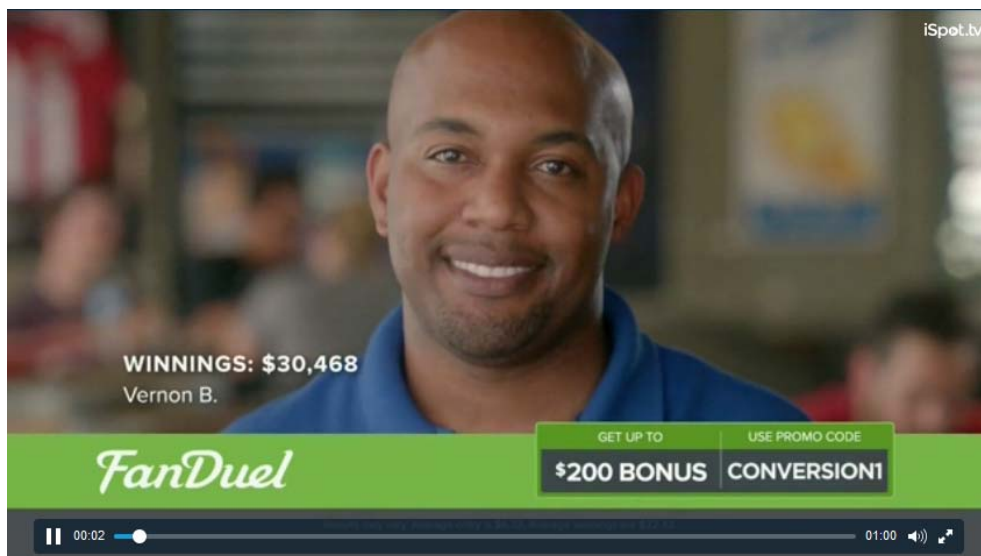 iSpot.tv
WINNINGS: $30,468
Vernon B.
FanDuel
GET UP TO
$200 BONUS
USE PROMO CODE
CONVERSION1
00:02
01:00